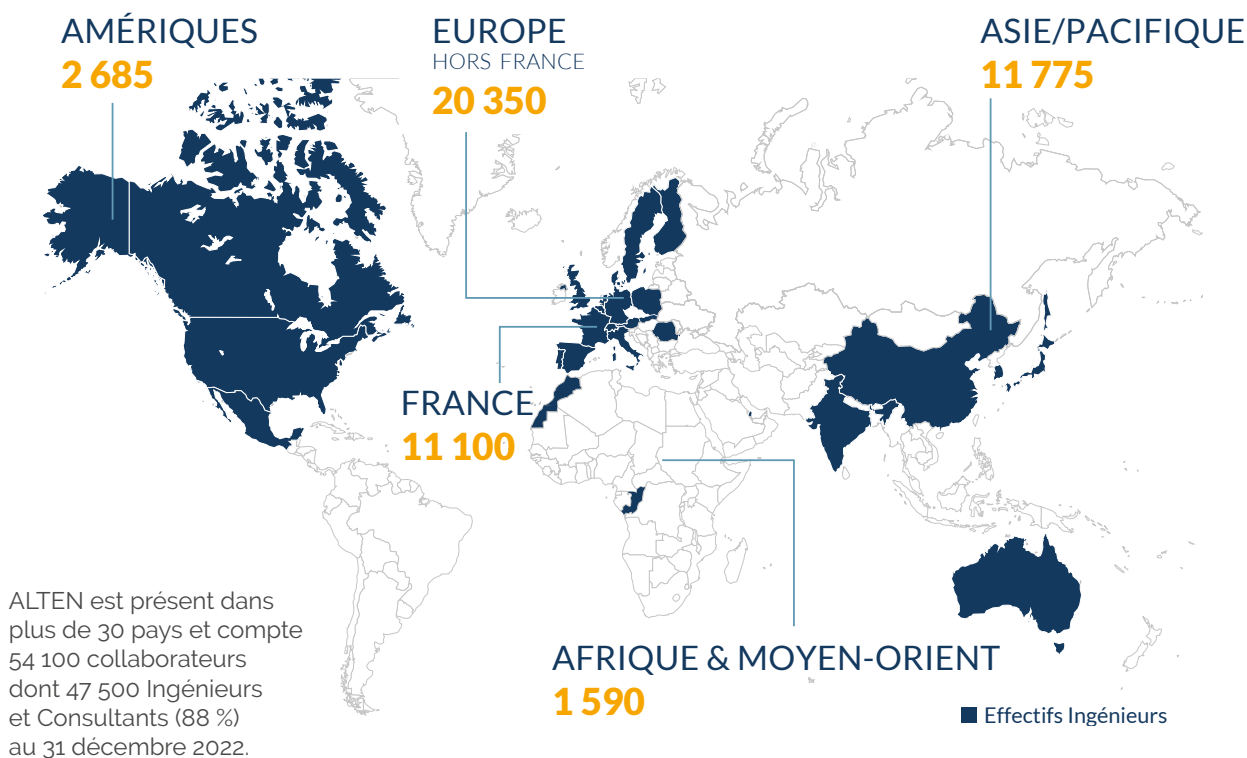 AMÉRIQUES
2 685
EUROPE
HORS FRANCE
20 350
ASIE/PACIFIQUE
11 775
FRANCE
11 100
AFRIQUE & MOYEN-ORIENT
1 590
ALTEN est présent dans
plus de 30 pays et compte
54 100 collaborateurs
dont 47 500 Ingénieurs
et Consultants (88 %)
au 31 décembre 2022.
Effectifs Ingénieurs